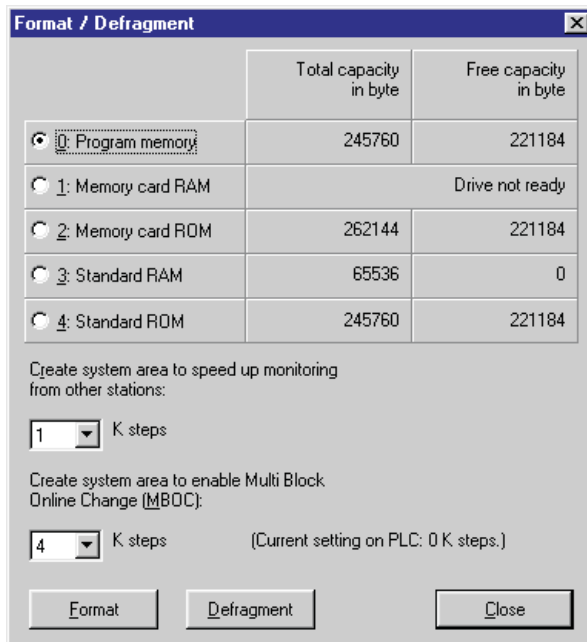 Format / Defragment
Total capacity in byte
Free capacity in byte
0: Program memory 245760 221184
1: Memory card RAM Drive not ready
2: Memory card ROM 262144 221184
3: Standard RAM 65536 0
4: Standard ROM 245760 221184
Create system area to speed up monitoring
from other stations:
1 K steps
Create system area to enable Multi Block
Online Change (MBOC):
4 K steps (Current setting on PLC: 0 K steps.)
Format Defragment Close